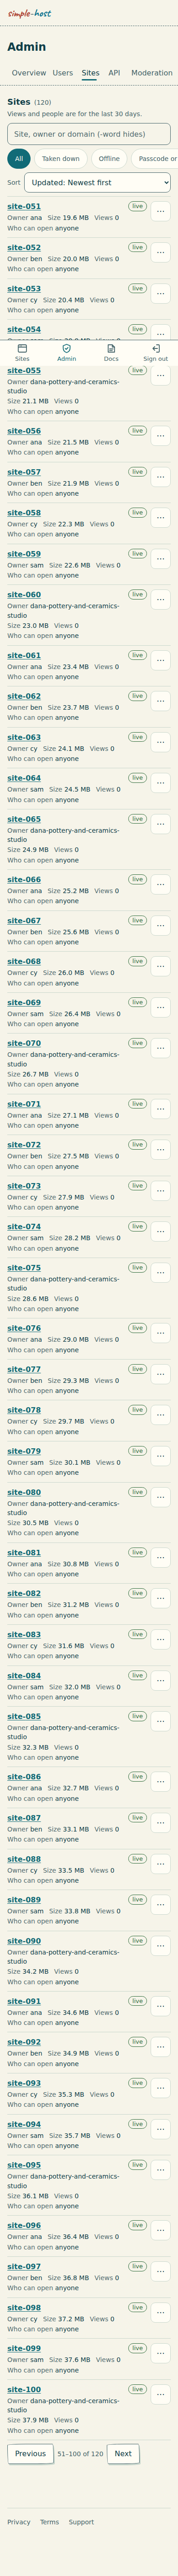 simple-host
Admin
Overview Users Sites API Moderation
Sites (120)
Views and people are for the last 30 days.
Site, owner or domain (-word hides)
All Taken down Offline Passcode or
Sort Updated: Newest first
site-051 live
Owner ana Size 19.6 MB Views 0
Who can open anyone
site-052 live
Owner ben Size 20.0 MB Views 0
Who can open anyone
site-053 live
Owner cy Size 20.4 MB Views 0
Who can open anyone
site-054 live
Sites Admin Docs Sign out
site-055 live
Owner dana-pottery-and-ceramics-
studio
Size 21.1 MB Views 0
Who can open anyone
site-056 live
Owner ana Size 21.5 MB Views 0
Who can open anyone
site-057 live
Owner ben Size 21.9 MB Views 0
Who can open anyone
site-058 live
Owner cy Size 22.3 MB Views 0
Who can open anyone
site-059 live
Owner sam Size 22.6 MB Views 0
Who can open anyone
site-060 live
Owner dana-pottery-and-ceramics-
studio
Size 23.0 MB Views 0
Who can open anyone
site-061 live
Owner ana Size 23.4 MB Views 0
Who can open anyone
site-062 live
Owner ben Size 23.7 MB Views 0
Who can open anyone
site-063 live
Owner cy Size 24.1 MB Views 0
Who can open anyone
site-064 live
Owner sam Size 24.5 MB Views 0
Who can open anyone
site-065 live
Owner dana-pottery-and-ceramics-
studio
Size 24.9 MB Views 0
Who can open anyone
site-066 live
Owner ana Size 25.2 MB Views 0
Who can open anyone
site-067 live
Owner ben Size 25.6 MB Views 0
Who can open anyone
site-068 live
Owner cy Size 26.0 MB Views 0
Who can open anyone
site-069 live
Owner sam Size 26.4 MB Views 0
Who can open anyone
site-070 live
Owner dana-pottery-and-ceramics-
studio
Size 26.7 MB Views 0
Who can open anyone
site-071 live
Owner ana Size 27.1 MB Views 0
Who can open anyone
site-072 live
Owner ben Size 27.5 MB Views 0
Who can open anyone
site-073 live
Owner cy Size 27.9 MB Views 0
Who can open anyone
site-074 live
Owner sam Size 28.2 MB Views 0
Who can open anyone
site-075 live
Owner dana-pottery-and-ceramics-
studio
Size 28.6 MB Views 0
Who can open anyone
site-076 live
Owner ana Size 29.0 MB Views 0
Who can open anyone
site-077 live
Owner ben Size 29.3 MB Views 0
Who can open anyone
site-078 live
Owner cy Size 29.7 MB Views 0
Who can open anyone
site-079 live
Owner sam Size 30.1 MB Views 0
Who can open anyone
site-080 live
Owner dana-pottery-and-ceramics-
studio
Size 30.5 MB Views 0
Who can open anyone
site-081 live
Owner ana Size 30.8 MB Views 0
Who can open anyone
site-082 live
Owner ben Size 31.2 MB Views 0
Who can open anyone
site-083 live
Owner cy Size 31.6 MB Views 0
Who can open anyone
site-084 live
Owner sam Size 32.0 MB Views 0
Who can open anyone
site-085 live
Owner dana-pottery-and-ceramics-
studio
Size 32.3 MB Views 0
Who can open anyone
site-086 live
Owner ana Size 32.7 MB Views 0
Who can open anyone
site-087 live
Owner ben Size 33.1 MB Views 0
Who can open anyone
site-088 live
Owner cy Size 33.5 MB Views 0
Who can open anyone
site-089 live
Owner sam Size 33.8 MB Views 0
Who can open anyone
site-090 live
Owner dana-pottery-and-ceramics-
studio
Size 34.2 MB Views 0
Who can open anyone
site-091 live
Owner ana Size 34.6 MB Views 0
Who can open anyone
site-092 live
Owner ben Size 34.9 MB Views 0
Who can open anyone
site-093 live
Owner cy Size 35.3 MB Views 0
Who can open anyone
site-094 live
Owner sam Size 35.7 MB Views 0
Who can open anyone
site-095 live
Owner dana-pottery-and-ceramics-
studio
Size 36.1 MB Views 0
Who can open anyone
site-096 live
Owner ana Size 36.4 MB Views 0
Who can open anyone
site-097 live
Owner ben Size 36.8 MB Views 0
Who can open anyone
site-098 live
Owner cy Size 37.2 MB Views 0
Who can open anyone
site-099 live
Owner sam Size 37.6 MB Views 0
Who can open anyone
site-100 live
Owner dana-pottery-and-ceramics-
studio
Size 37.9 MB Views 0
Who can open anyone
Previous 51–100 of 120 Next
Privacy Terms Support